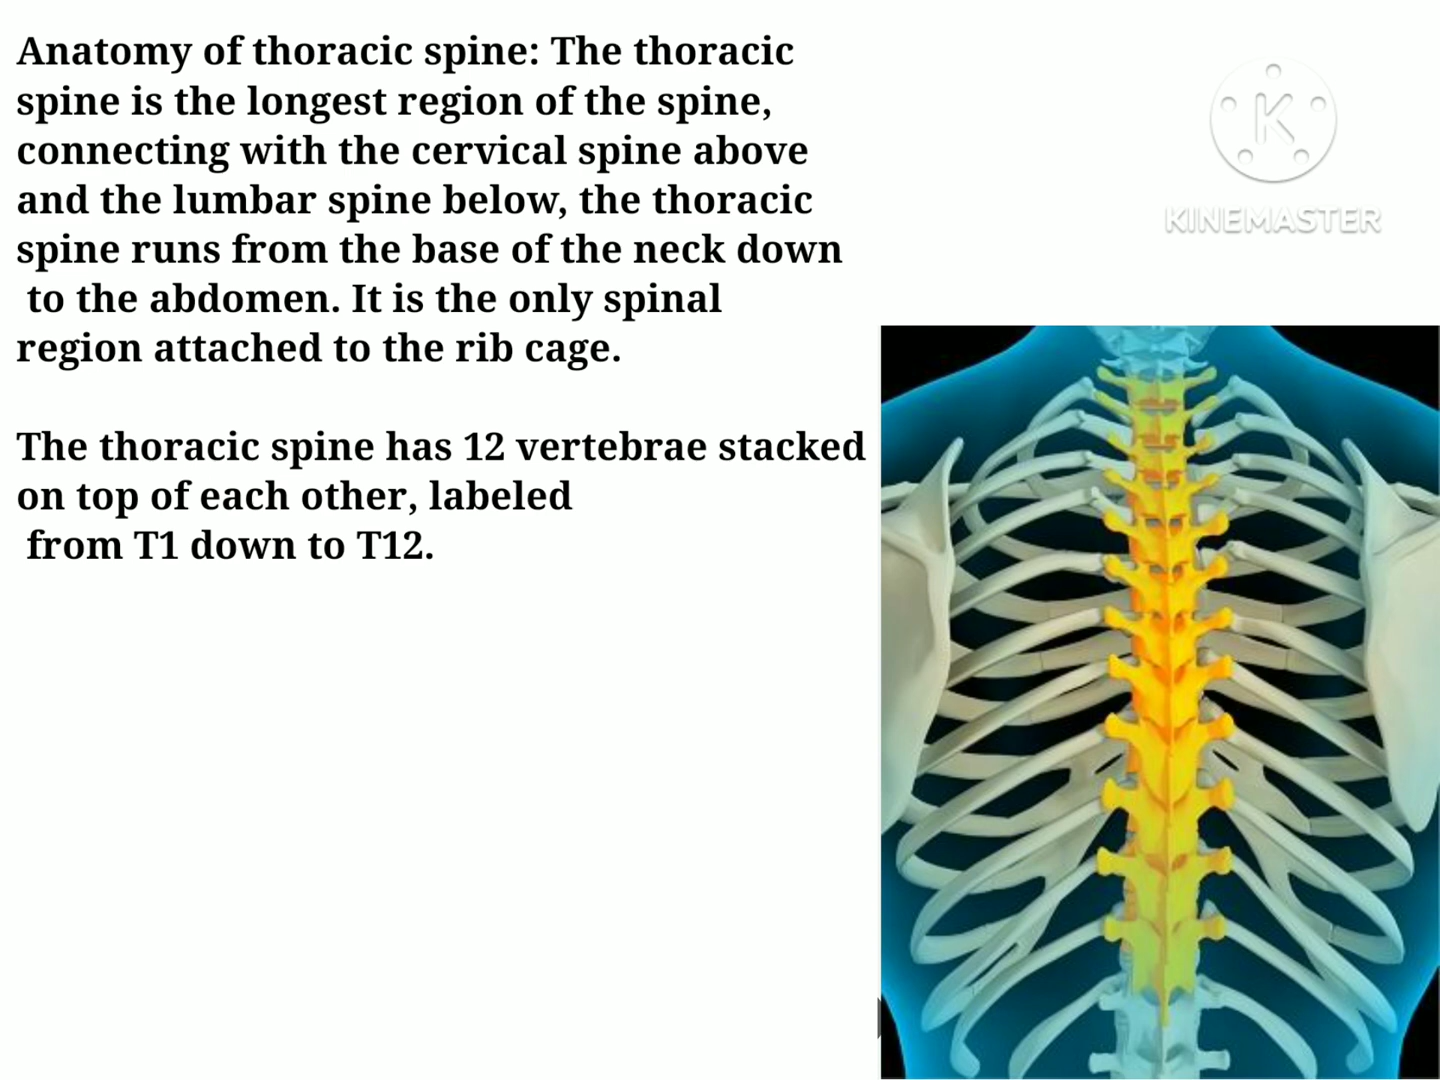 Anatomy of thoracic spine: The thoracic
spine is the longest region of the spine,
connecting with the cervical spine above
and the lumbar spine below, the thoracic
spine runs from the base of the neck down
to the abdomen. It is the only spinal
region attached to the rib cage.
The thoracic spine has 12 vertebrae stacked
on top of each other, labeled
from T1 down to T12.
K
KINEMASTER